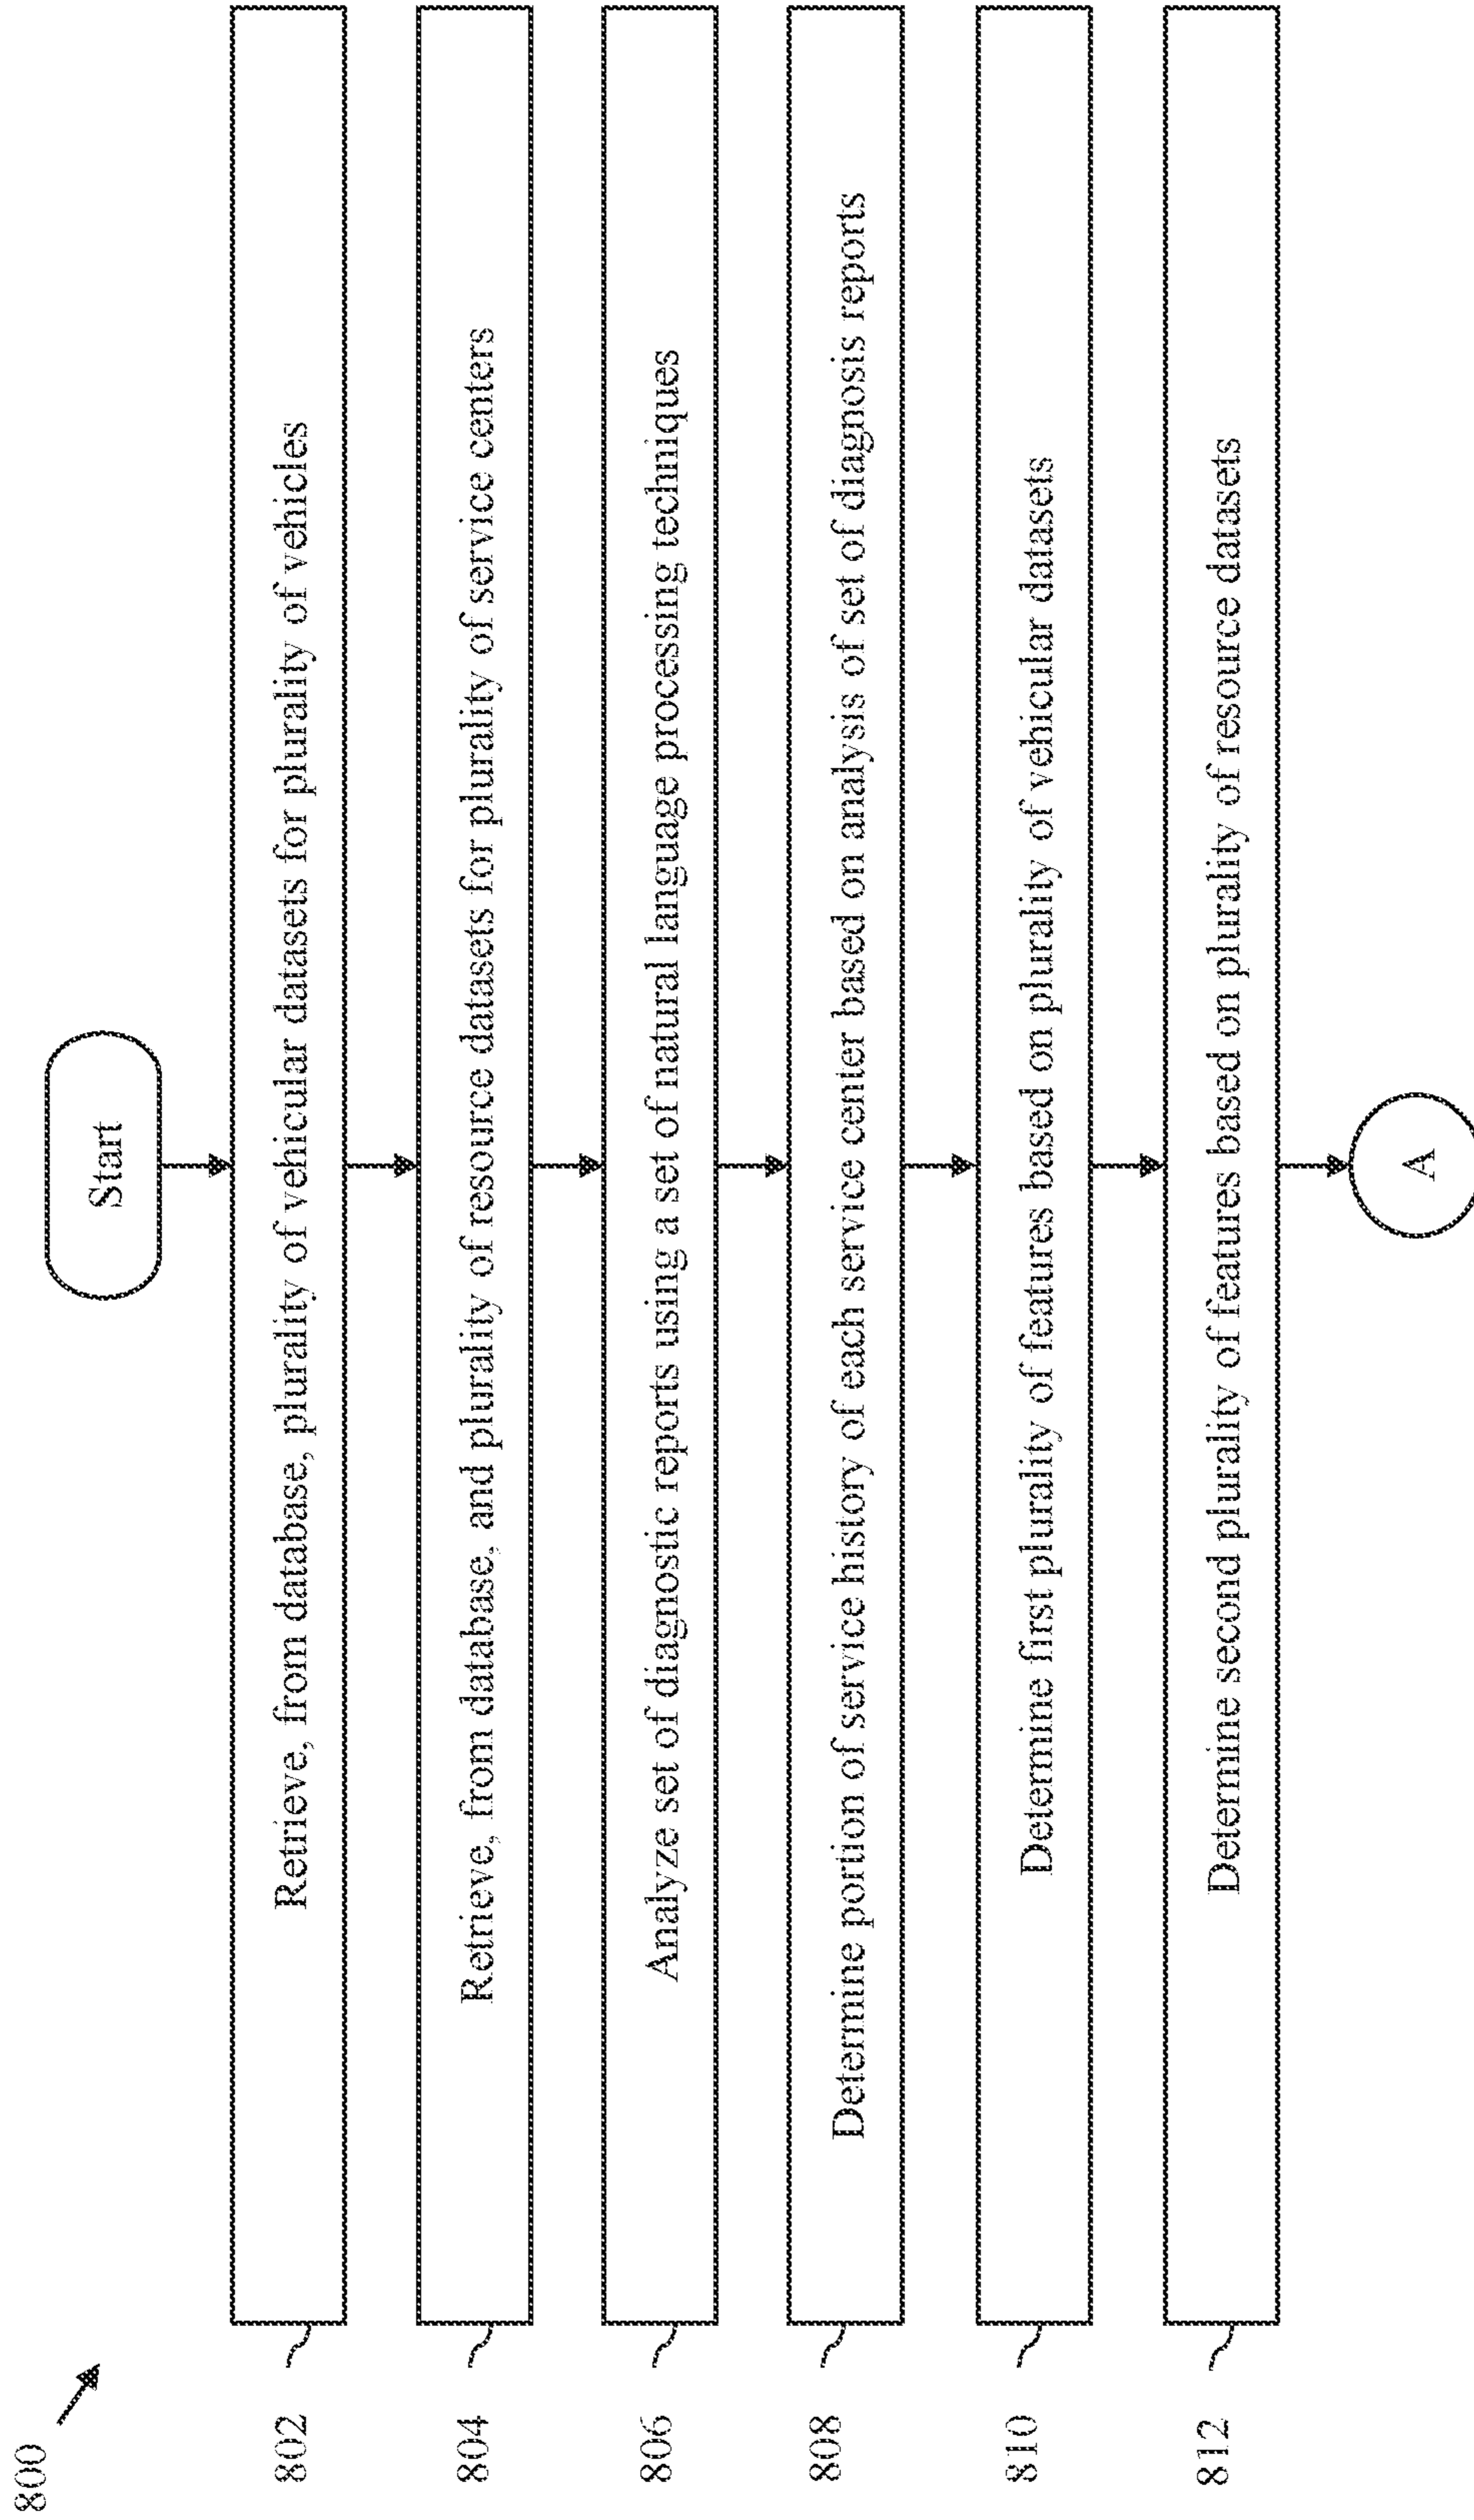 800
Start
802
Retrieve, from database, plurality of vehicular datasets for plurality of vehicles
804
Retrieve, from database, and plurality of resource datasets for plurality of service centers
806
Analyze set of diagnostic reports using a set of natural language processing techniques
808
Determine portion of service history of each service center based on analysis of set of diagnosis reports
810
Determine first plurality of features based on plurality of vehicular datasets
812
Determine second plurality of features based on plurality of resource datasets
A